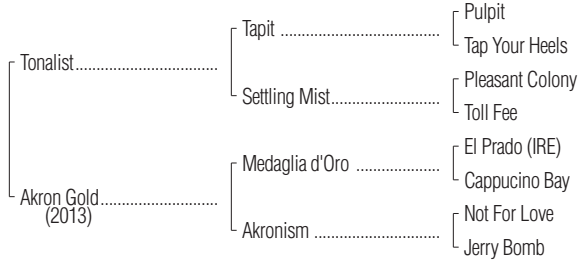 Pulpit
Tapit
Tap Your Heels
Tonalist
Pleasant Colony
Settling Mist
Toll Fee
El Prado (IRE)
Medaglia d'Oro
Cappucino Bay
Akron Gold
(2013)
Not For Love
Akronism
Jerry Bomb